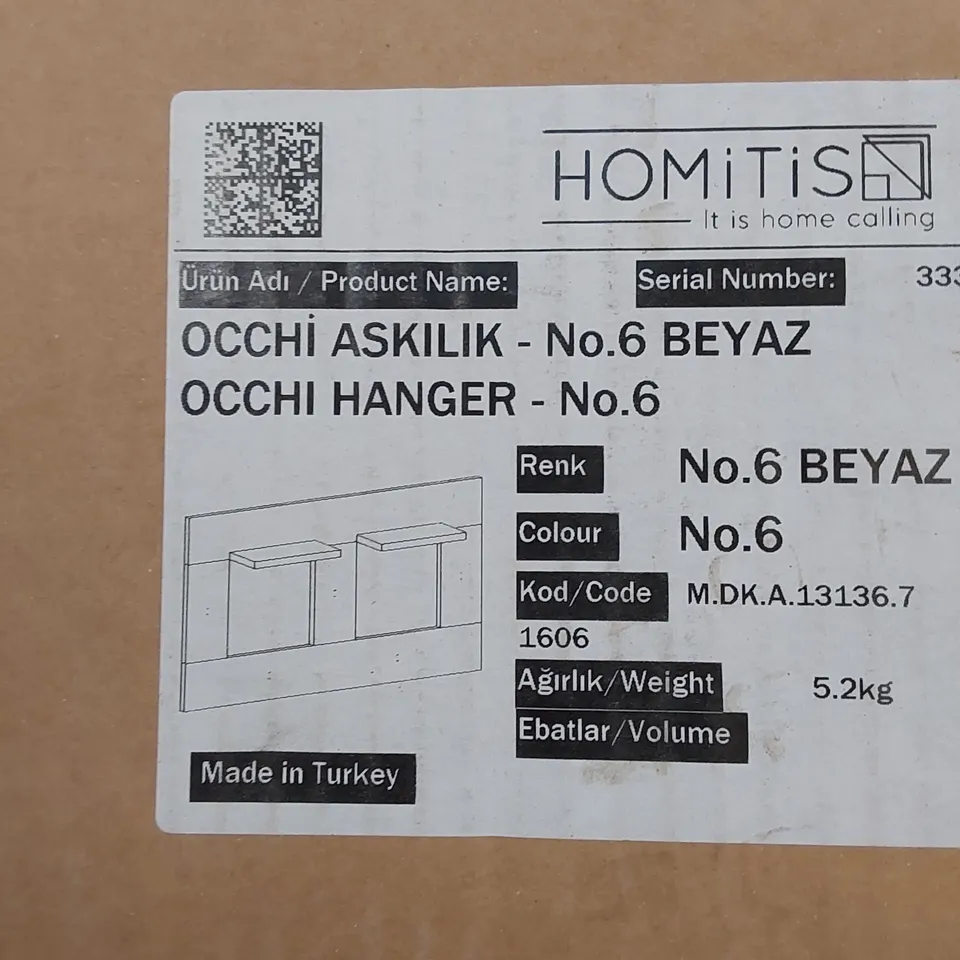 HOMiTiS
It is home calling
Ürün Adı / Product Name:
Serial Number:
OCCHİ ASKILIK - No.6 BEYAZ
OCCHI HANGER - No.6
Renk No.6 BEYAZ
Colour No.6
Kod/Code M.DK.A.13136.7
1606
Ağırlık/Weight 5.2kg
Ebatlar/Volume
Made in Turkey